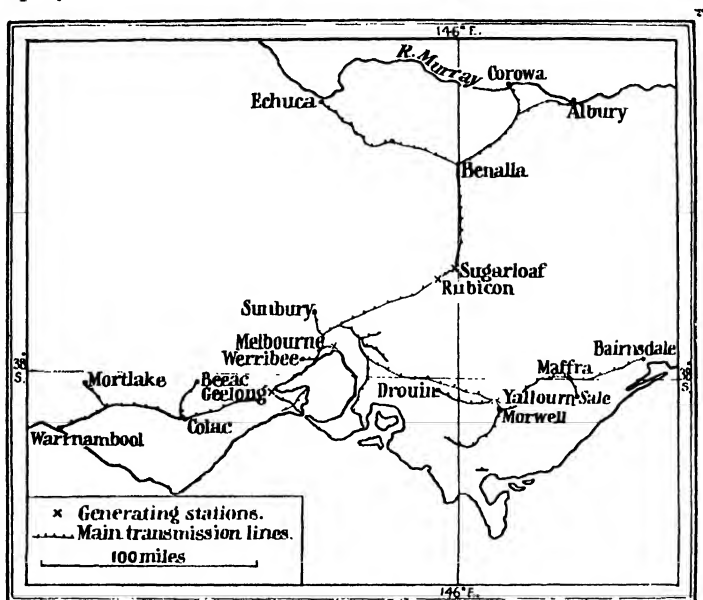 146° E.
R. Murray
Corowa
Echuca
Albury
Benalla
Sugarloaf
Rubicon
Sunbury
Melbourne
Werribee
38° S.
Bairnsdale
Maffra
38° S.
Mortlake
Beeac
Geelong
Drouin
Yallourn
Sale
Morwell
Warrnambool
Colac
× Generating stations.
Main transmission lines.
100 miles
146° E.